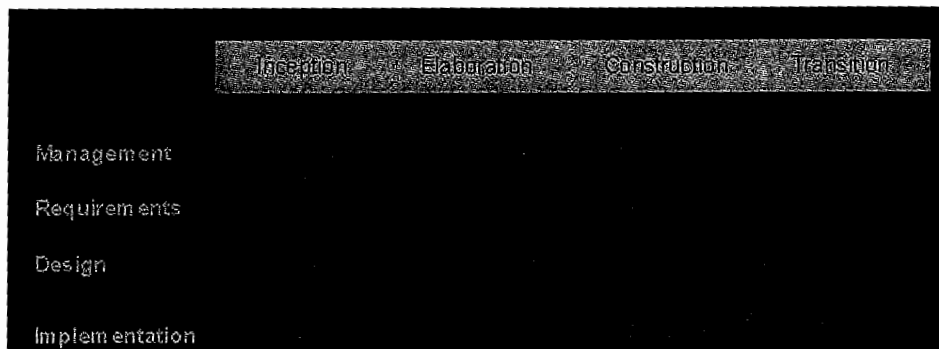 Inception Elaboration Construction Transition
Management
Requirements
Design
Implementation